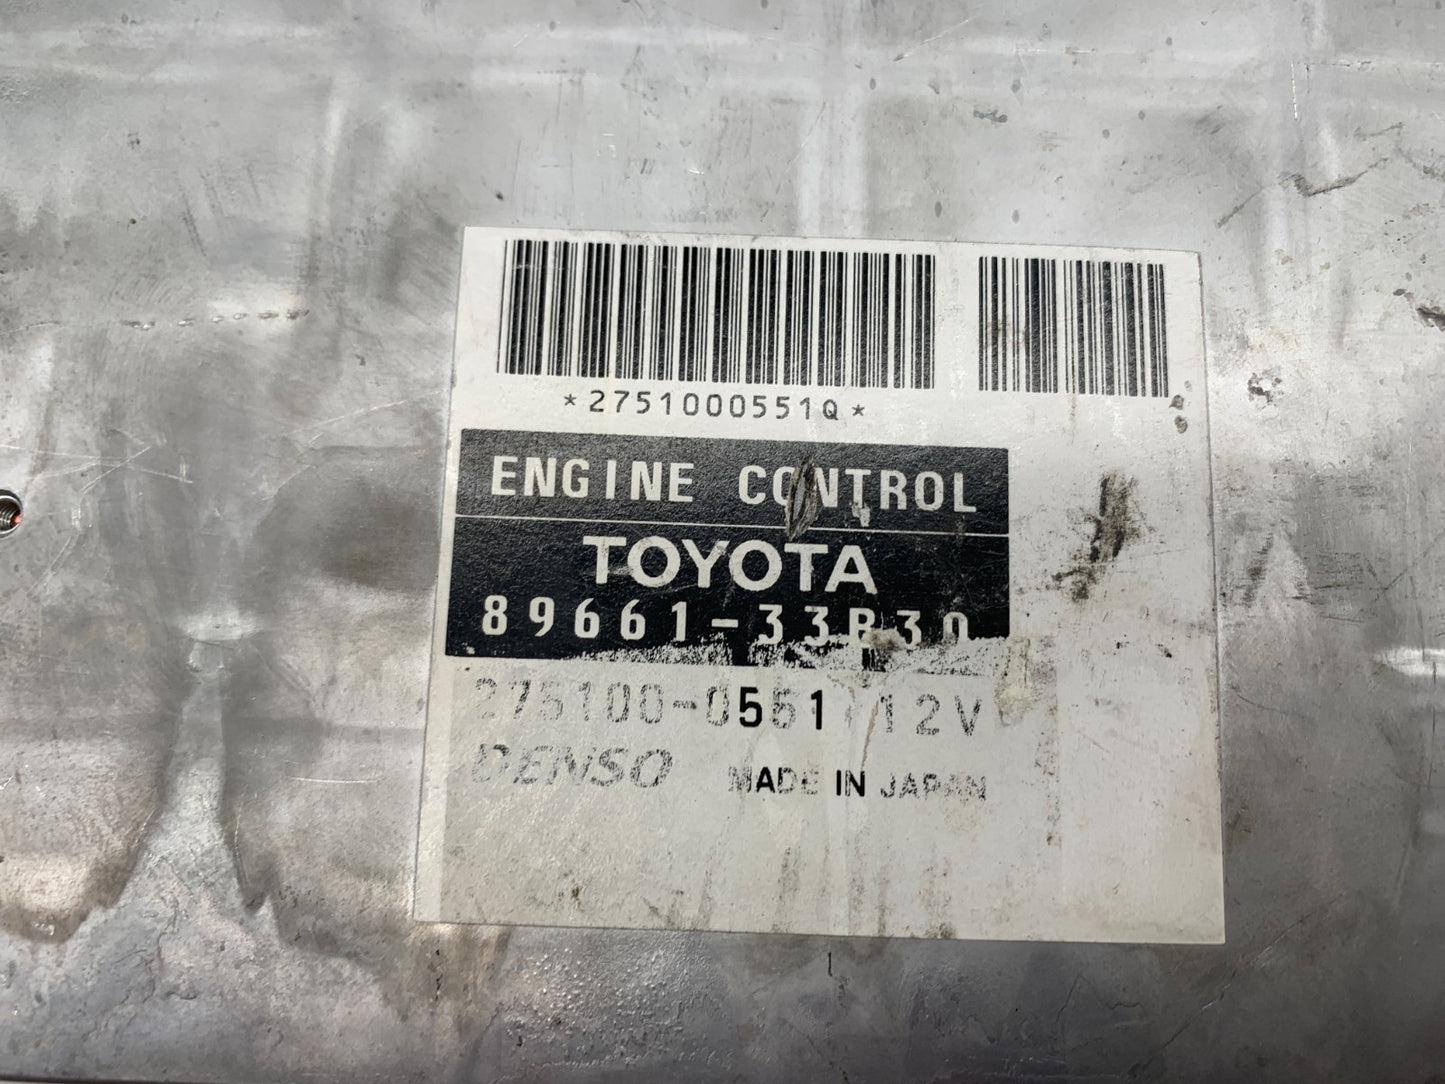 *2751000551Q*
ENGINE CONTROL
TOYOTA
89661-33B30
275100-0551 12V
DENSO MADE IN JAPAN